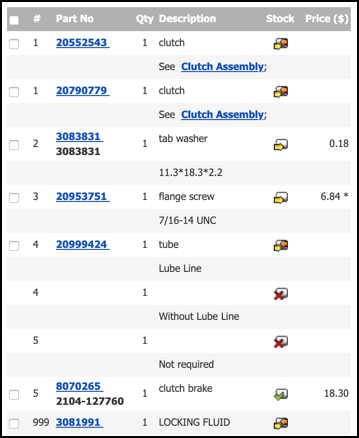 # Part No Qty Description Stock Price ($)
1 20552543 1 clutch
See Clutch Assembly;
1 20790779 1 clutch
See Clutch Assembly;
2 3083831 1 tab washer 0.18
3083831
11.3*18.3*2.2
3 20953751 1 flange screw 6.84 *
7/16-14 UNC
4 20999424 1 tube
Lube Line
4 1
Without Lube Line
5 1
Not required
5 8070265 1 clutch brake 18.30
2104-127760
999 3081991 1 LOCKING FLUID